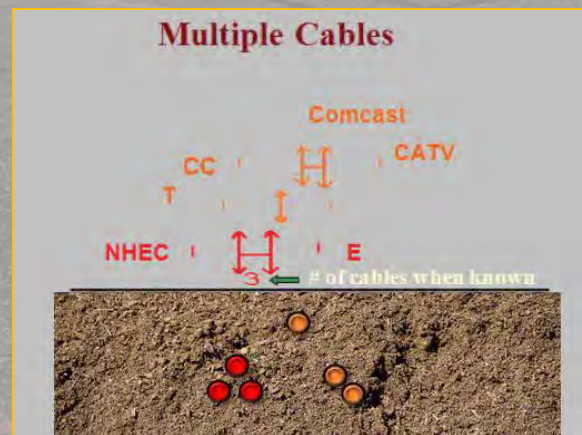 Multiple Cables
Comcast
CC CATV
T
NHEC E
3 # of cables when known